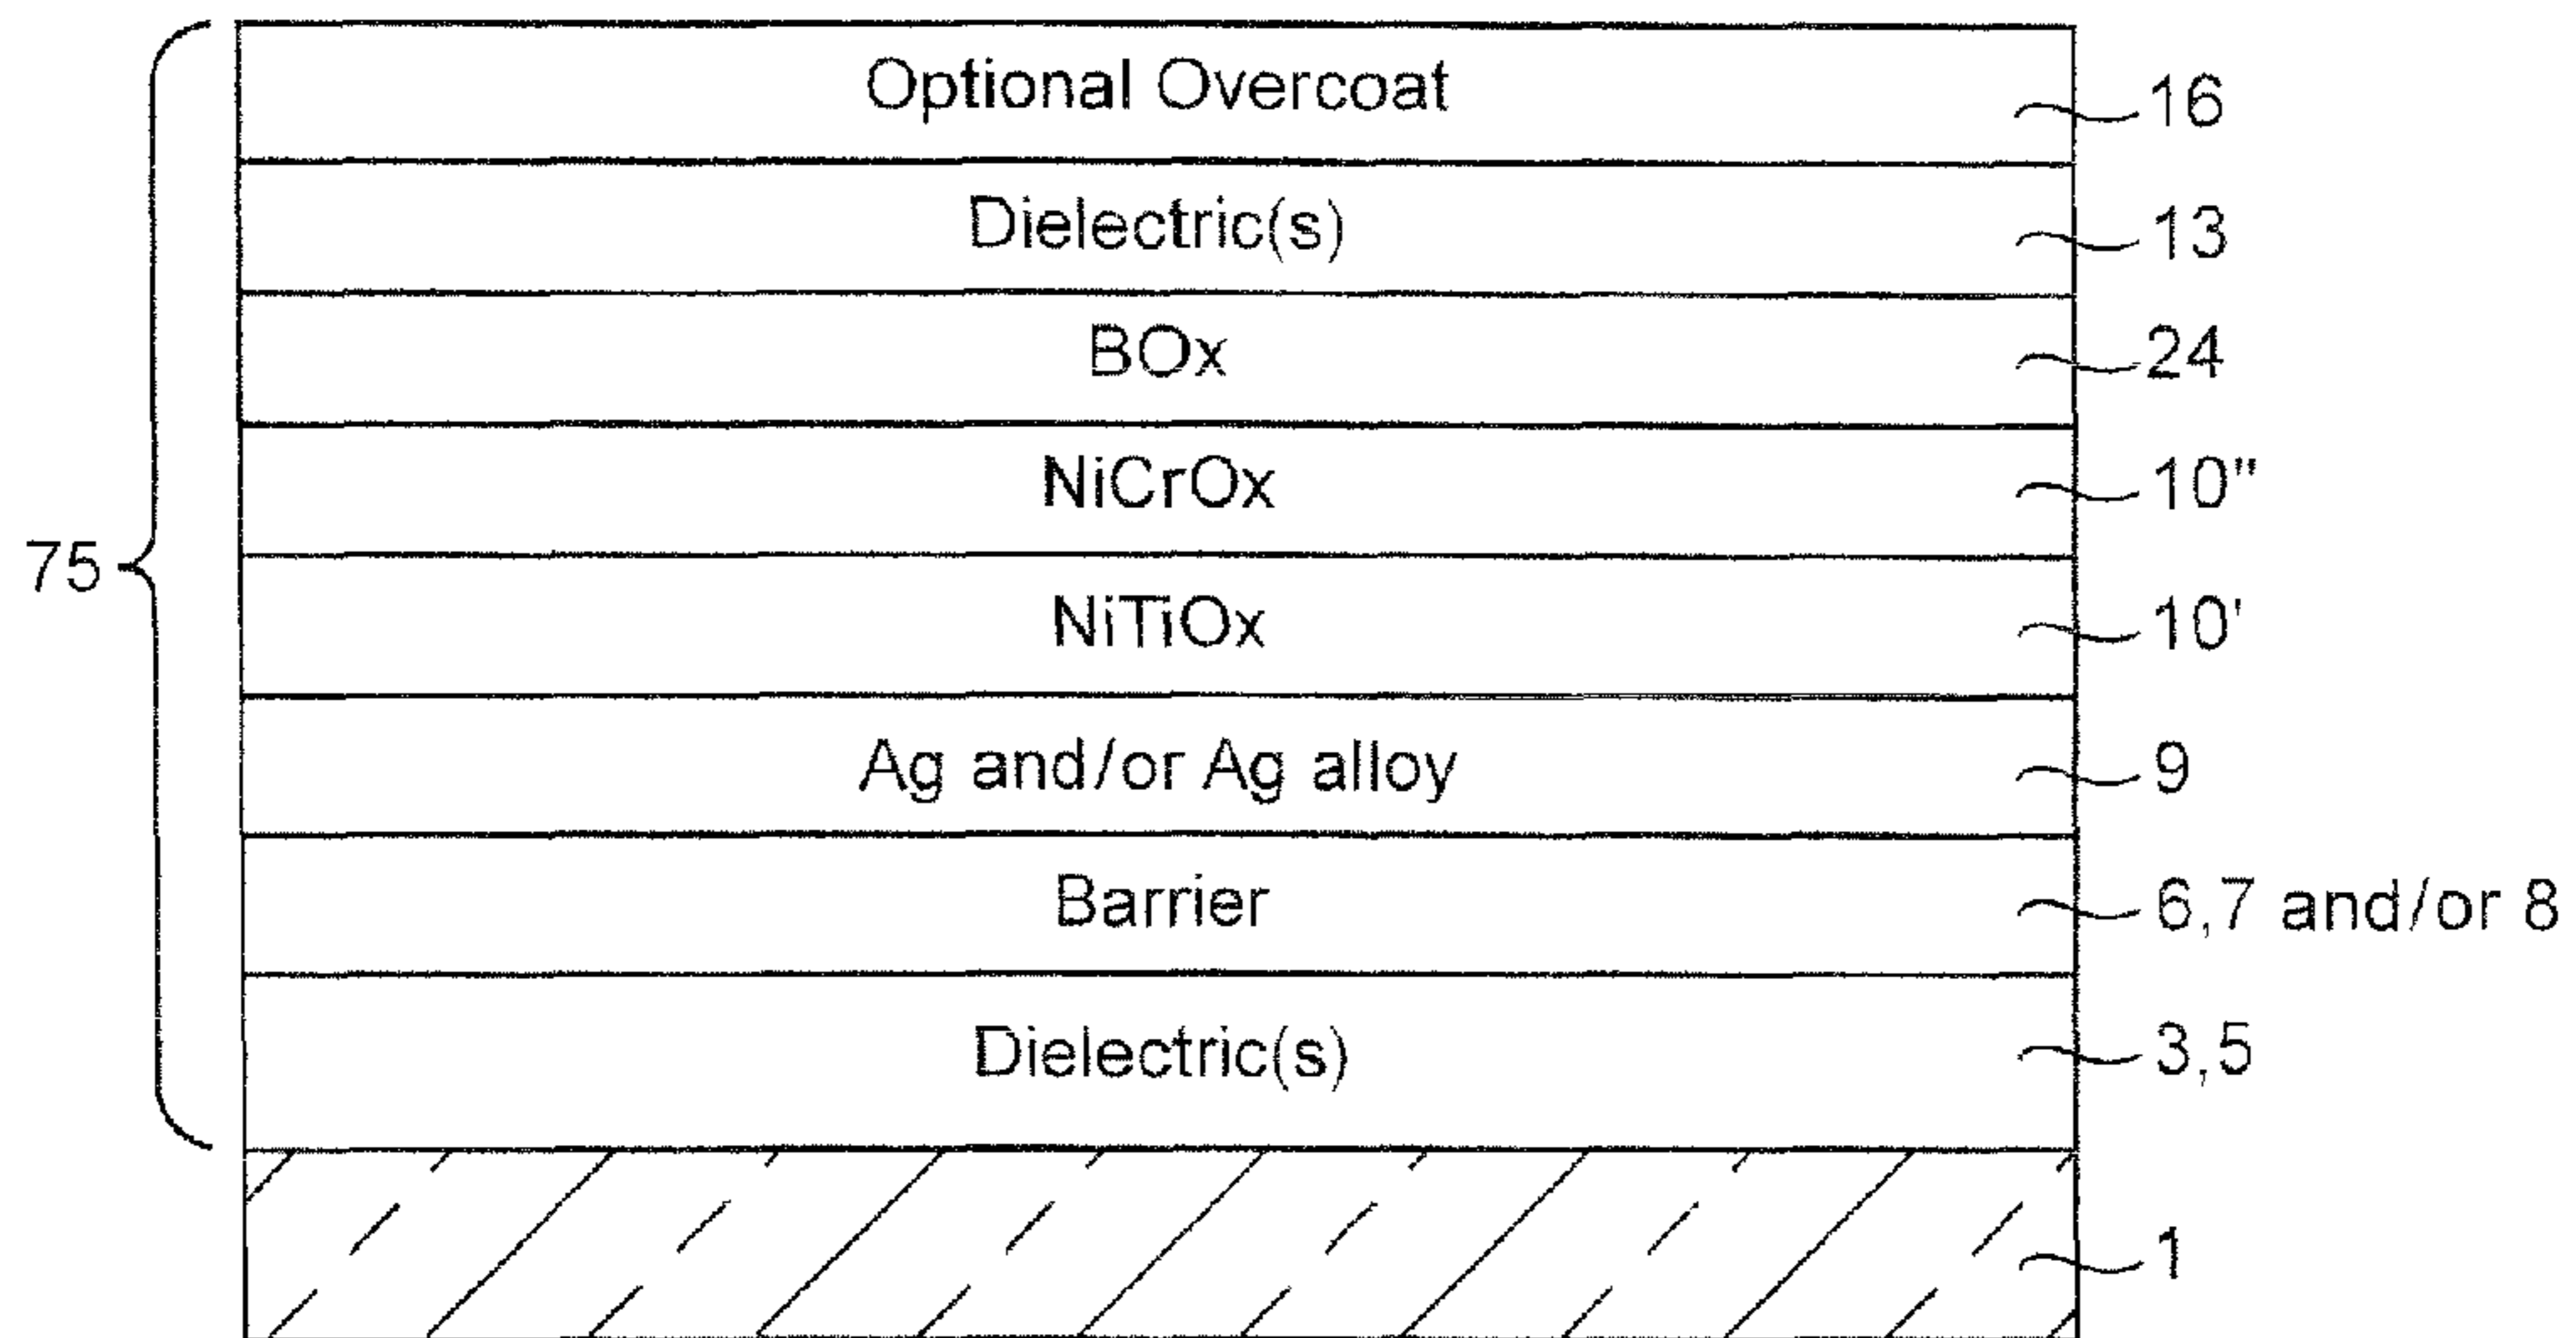 Optional Overcoat 16
Dielectric(s) 13
BOx 24
NiCrOx 10"
75
NiTiOx 10'
Ag and/or Ag alloy 9
Barrier 6,7 and/or 8
Dielectric(s) 3,5
1